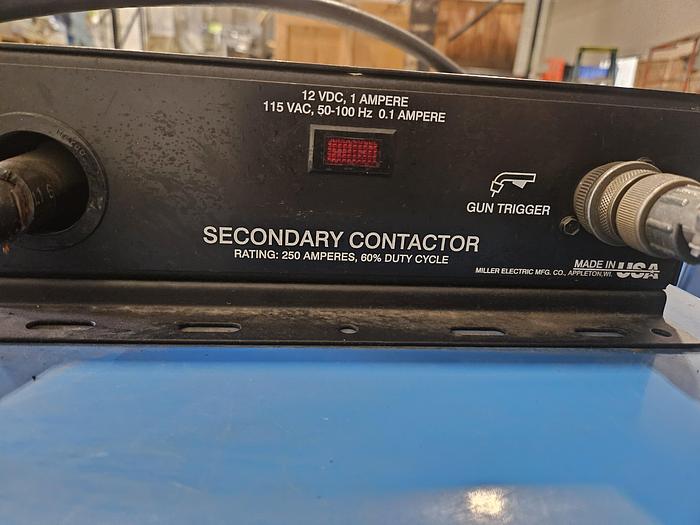 12 VDC, 1 AMPERE
115 VAC, 50-100 Hz 0.1 AMPERE
GUN TRIGGER
SECONDARY CONTACTOR
RATING: 250 AMPERES, 60% DUTY CYCLE
MADE IN USA
MILLER ELECTRIC MFG. CO., APPLETON,WI.